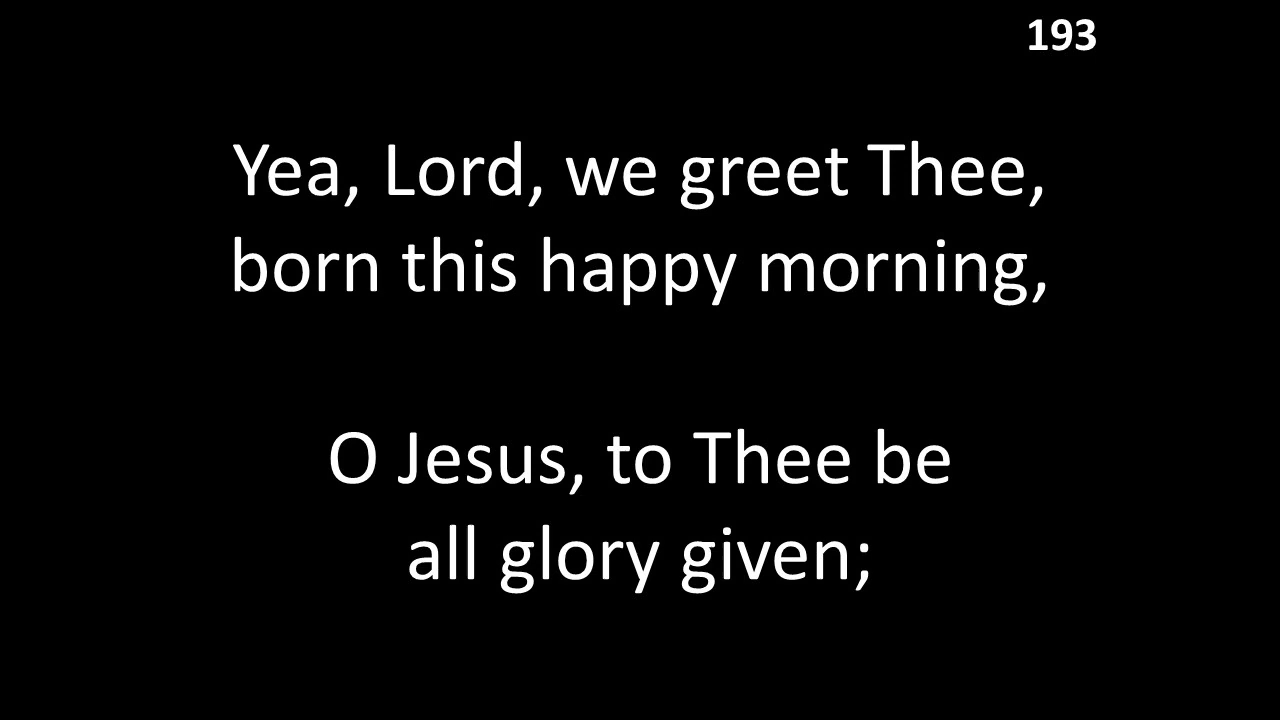 193
Yea, Lord, we greet Thee,
born this happy morning,
O Jesus, to Thee be
all glory given;